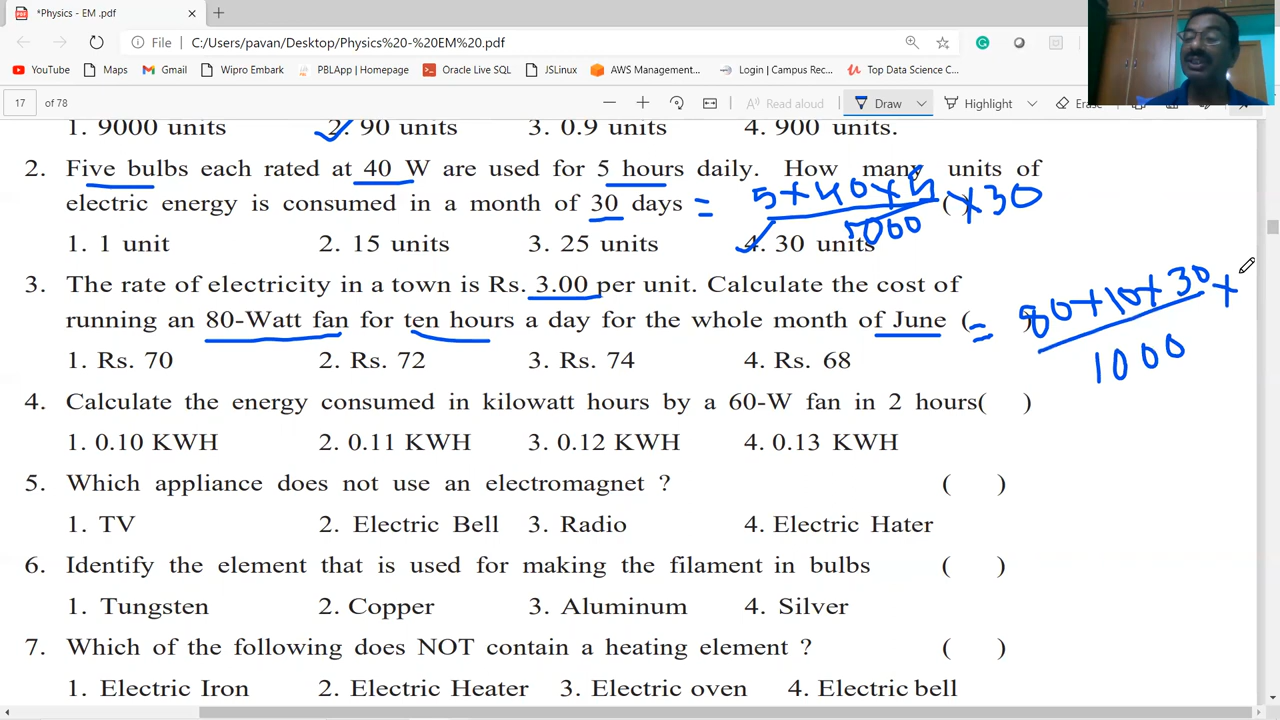 *Physics - EM .pdf
File C:/Users/pavan/Desktop/Physics%20-%20EM%20.pdf
YouTube Maps Gmail Wipro Embark PBLApp | Homepage Oracle Live SQL JSLinux AWS Management... Login | Campus Rec... Top Data Science C...
17 of 78 Read aloud Draw Highlight Erase
1. 9000 units 2. 90 units 3. 0.9 units 4. 900 units.
2. Five bulbs each rated at 40 W are used for 5 hours daily. How many units of
electric energy is consumed in a month of 30 days = ( )
5×40× ×30
1. 1 unit 2. 15 units 3. 25 units 4. 30 units
3. The rate of electricity in a town is Rs. 3.00 per unit. Calculate the cost of
running an 80-Watt fan for ten hours a day for the whole month of June ( )
= 80×10×30 ×
1000
1. Rs. 70 2. Rs. 72 3. Rs. 74 4. Rs. 68
4. Calculate the energy consumed in kilowatt hours by a 60-W fan in 2 hours( )
1. 0.10 KWH 2. 0.11 KWH 3. 0.12 KWH 4. 0.13 KWH
5. Which appliance does not use an electromagnet ? ( )
1. TV 2. Electric Bell 3. Radio 4. Electric Hater
6. Identify the element that is used for making the filament in bulbs ( )
1. Tungsten 2. Copper 3. Aluminum 4. Silver
7. Which of the following does NOT contain a heating element ? ( )
1. Electric Iron 2. Electric Heater 3. Electric oven 4. Electric bell